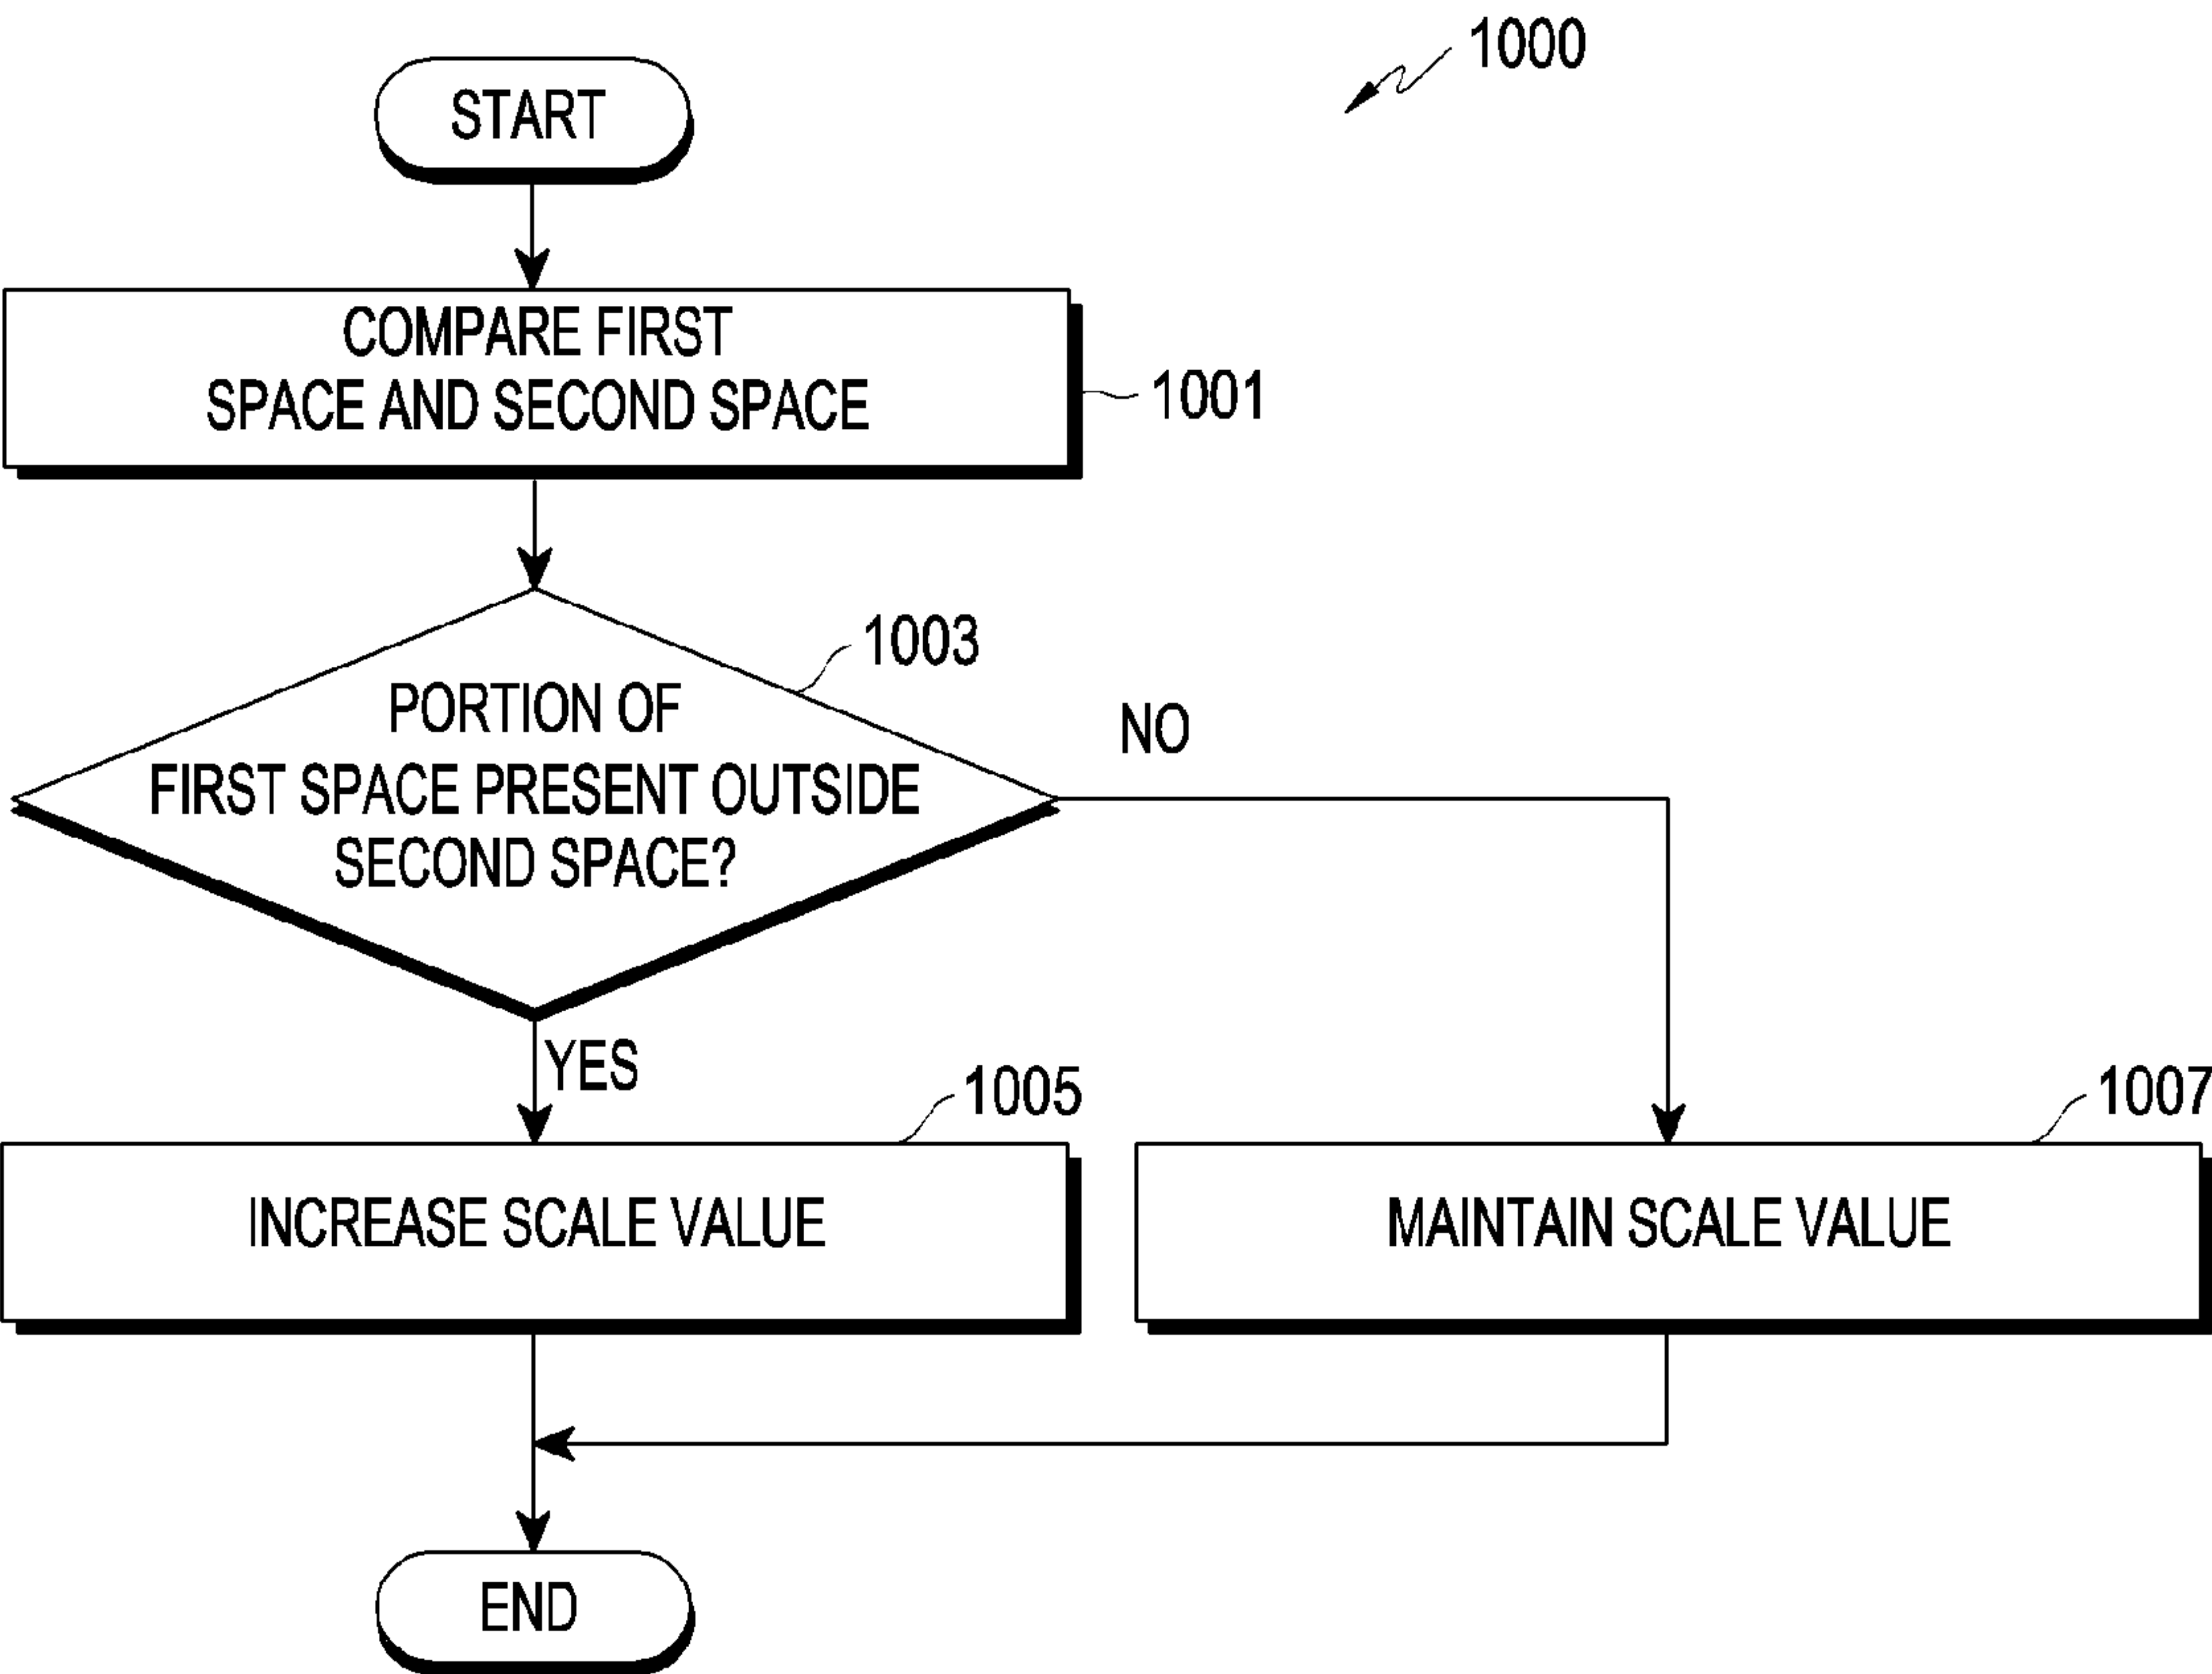 1000
START
COMPARE FIRST
SPACE AND SECOND SPACE
1001
1003
PORTION OF
FIRST SPACE PRESENT OUTSIDE
SECOND SPACE?
NO
YES
1005
1007
INCREASE SCALE VALUE
MAINTAIN SCALE VALUE
END